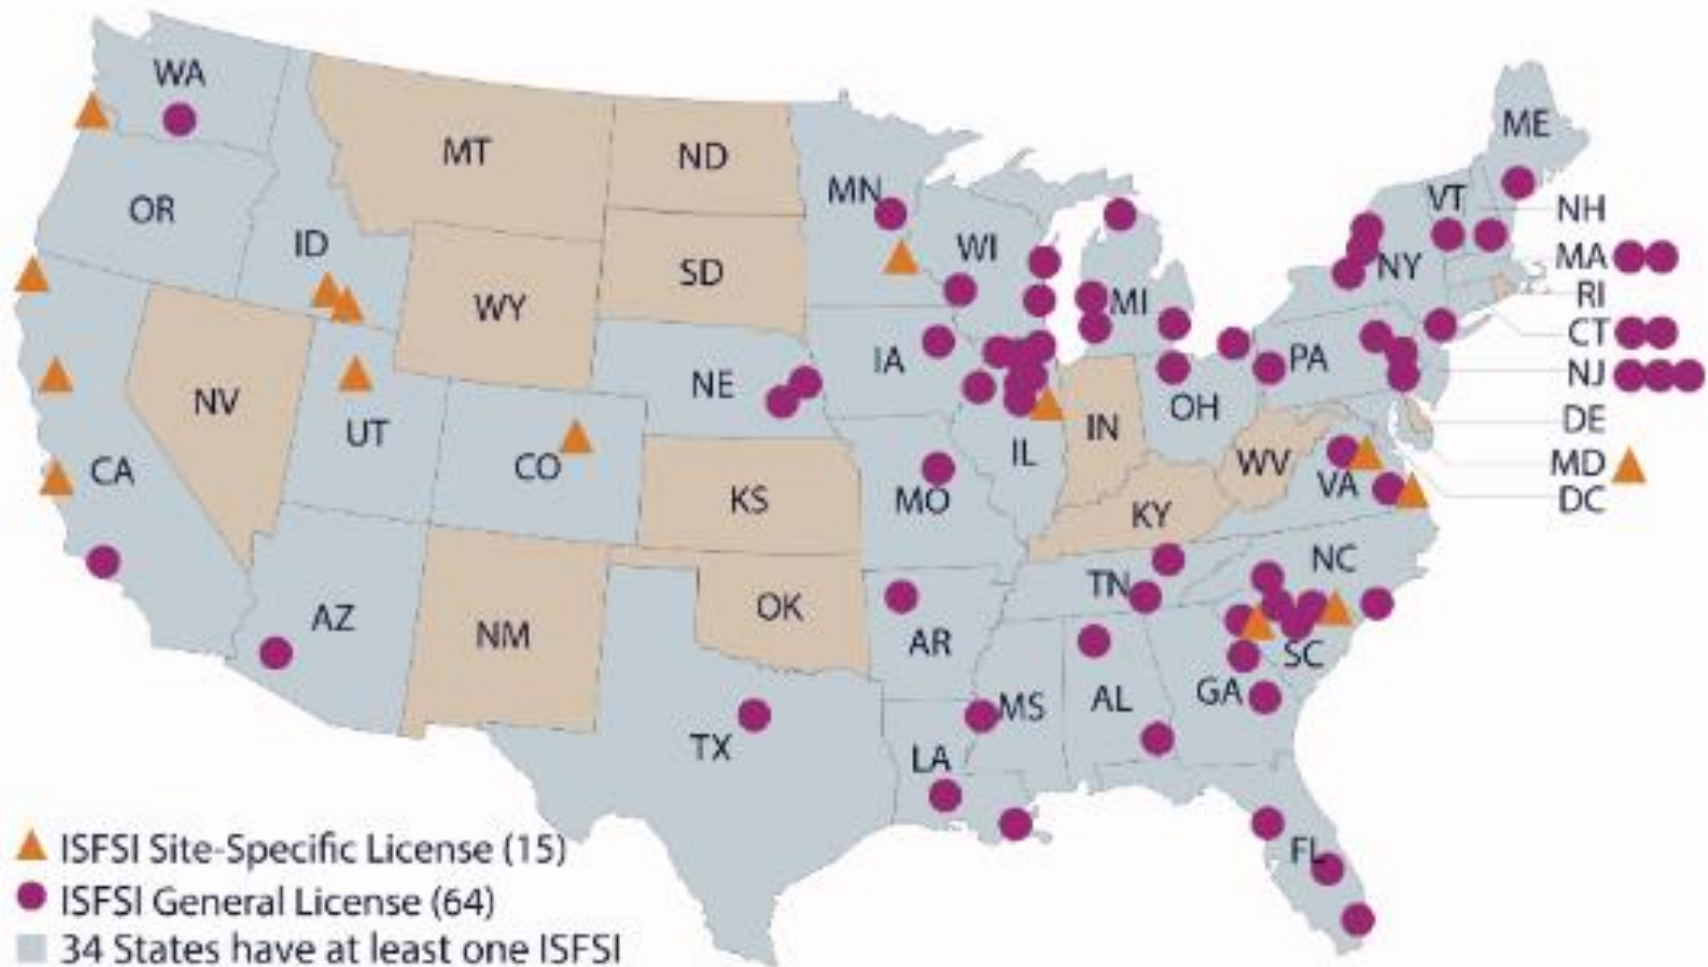 WA
MT
ND
ME
MN
VT
NH
OR
ID
WI
MA
NY
SD
RI
WY
MI
CT
IA
PA
NJ
NE
NV
OH
DE
IN
UT
IL
WV
MD
CO
CA
VA
DC
KS
MO
KY
NC
TN
AZ
OK
NM
AR
SC
GA
MS
AL
TX
LA
FL
ISFSI Site-Specific License (15)
ISFSI General License (64)
34 States have at least one ISFSI